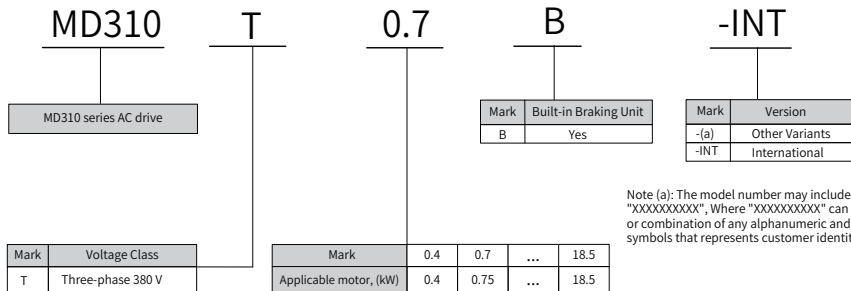 MD310 T 0.7 B -INT
MD310 series AC drive
Mark Built-in Braking Unit
B Yes
Mark Version
-(a) Other Variants
-INT International
Note (a): The model number may include
"XXXXXXXXXX", Where "XXXXXXXXXX" can
or combination of any alphanumeric and
symbols that represents customer
Mark Voltage Class
T Three-phase 380 V
Mark 0.4 0.7 ... 18.5
Applicable motor, (kW) 0.4 0.75 ... 18.5